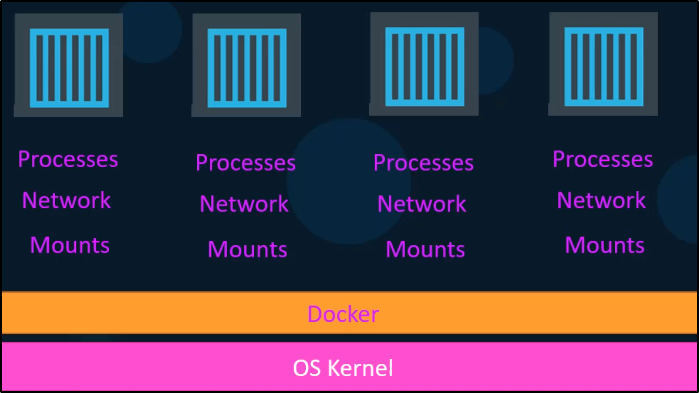 Processes Processes Processes Processes
Network Network Network Network
Mounts Mounts Mounts Mounts
Docker
OS Kernel